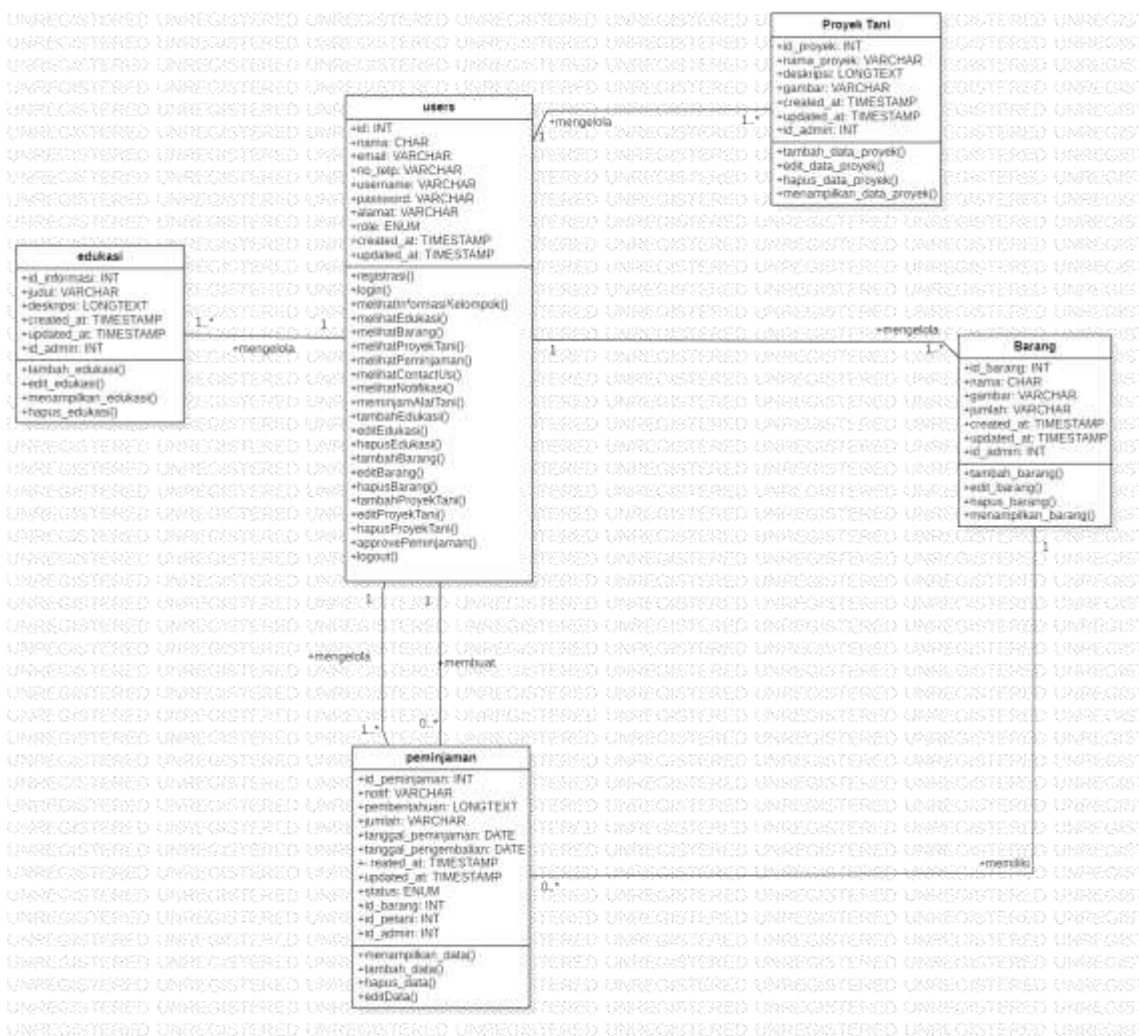 Proyek Tani
+id_proyek: INT
+nama_proyek: VARCHAR
+deskripsi: LONGTEXT
+gambar: VARCHAR
+created_at: TIMESTAMP
+updated_at: TIMESTAMP
+id_admin: INT
+tambah_data_proyek()
+edit_data_proyek()
+hapus_data_proyek()
+menampilkan_data_proyek()
users
+id: INT
+nama: CHAR
+email: VARCHAR
+no_telp: VARCHAR
+username: VARCHAR
+password: VARCHAR
+alamat: VARCHAR
+role: ENUM
+created_at: TIMESTAMP
+updated_at: TIMESTAMP
+registrasi()
+login()
+melihatInformasiKelompok()
+melihatEdukasi()
+melihatBarang()
+melihatProyekTani()
+melihatPeminjaman()
+melihatContactUs()
+melihatNotifikasi()
+meminjamAlatTani()
+tambahEdukasi()
+editEdukasi()
+hapusEdukasi()
+tambahBarang()
+editBarang()
+hapusBarang()
+tambahProyekTani()
+editProyekTani()
+hapusProyekTani()
+approvePeminjaman()
+logout()
+mengelola
1
1..*
edukasi
+id_informasi: INT
+judul: VARCHAR
+deskripsi: LONGTEXT
+created_at: TIMESTAMP
+updated_at: TIMESTAMP
+id_admin: INT
+tambah_edukasi()
+edit_edukasi()
+menampilkan_edukasi()
+hapus_edukasi()
1..*
1
+mengelola
+mengelola
1
1..*
Barang
+id_barang: INT
+nama: CHAR
+gambar: VARCHAR
+jumlah: VARCHAR
+created_at: TIMESTAMP
+updated_at: TIMESTAMP
+id_admin: INT
+tambah_barang()
+edit_barang()
+hapus_barang()
+menampilkan_barang()
1
1
1
+mengelola
+membuat
1..*
0..*
peminjaman
+id_peminjaman: INT
+notif: VARCHAR
+pemberitahuan: LONGTEXT
+jumlah: VARCHAR
+tanggal_peminjaman: DATE
+tanggal_pengembalian: DATE
reated_at: TIMESTAMP
+updated_at: TIMESTAMP
+status: ENUM
+id_barang: INT
+id_petani: INT
+id_admin: INT
+menampilkan_data()
+tambah_data()
+hapus_data()
+editData()
+memiliki
0..*
UNREGISTERED